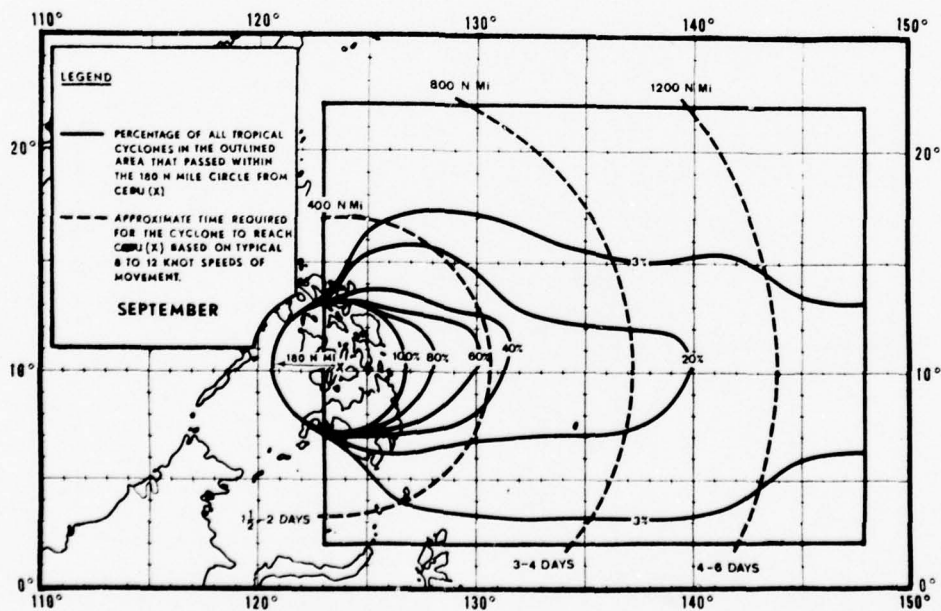 110° 120° 130° 140° 150°
LEGEND
PERCENTAGE OF ALL TROPICAL
CYCLONES IN THE OUTLINED
AREA THAT PASSED WITHIN
THE 180 N MILE CIRCLE FROM
CEBU (X)
APPROXIMATE TIME REQUIRED
FOR THE CYCLONE TO REACH
CEBU (X) BASED ON TYPICAL
8 TO 12 KNOT SPEEDS OF
MOVEMENT.
SEPTEMBER
800 N Mi
1200 N Mi
20° 20°
400 N Mi
3%
180 N MI
X
100% 80% 60% 40% 20%
10° 10°
1½-2 DAYS
3%
3-4 DAYS
4-6 DAYS
0° 0°
110° 120° 130° 140° 150°